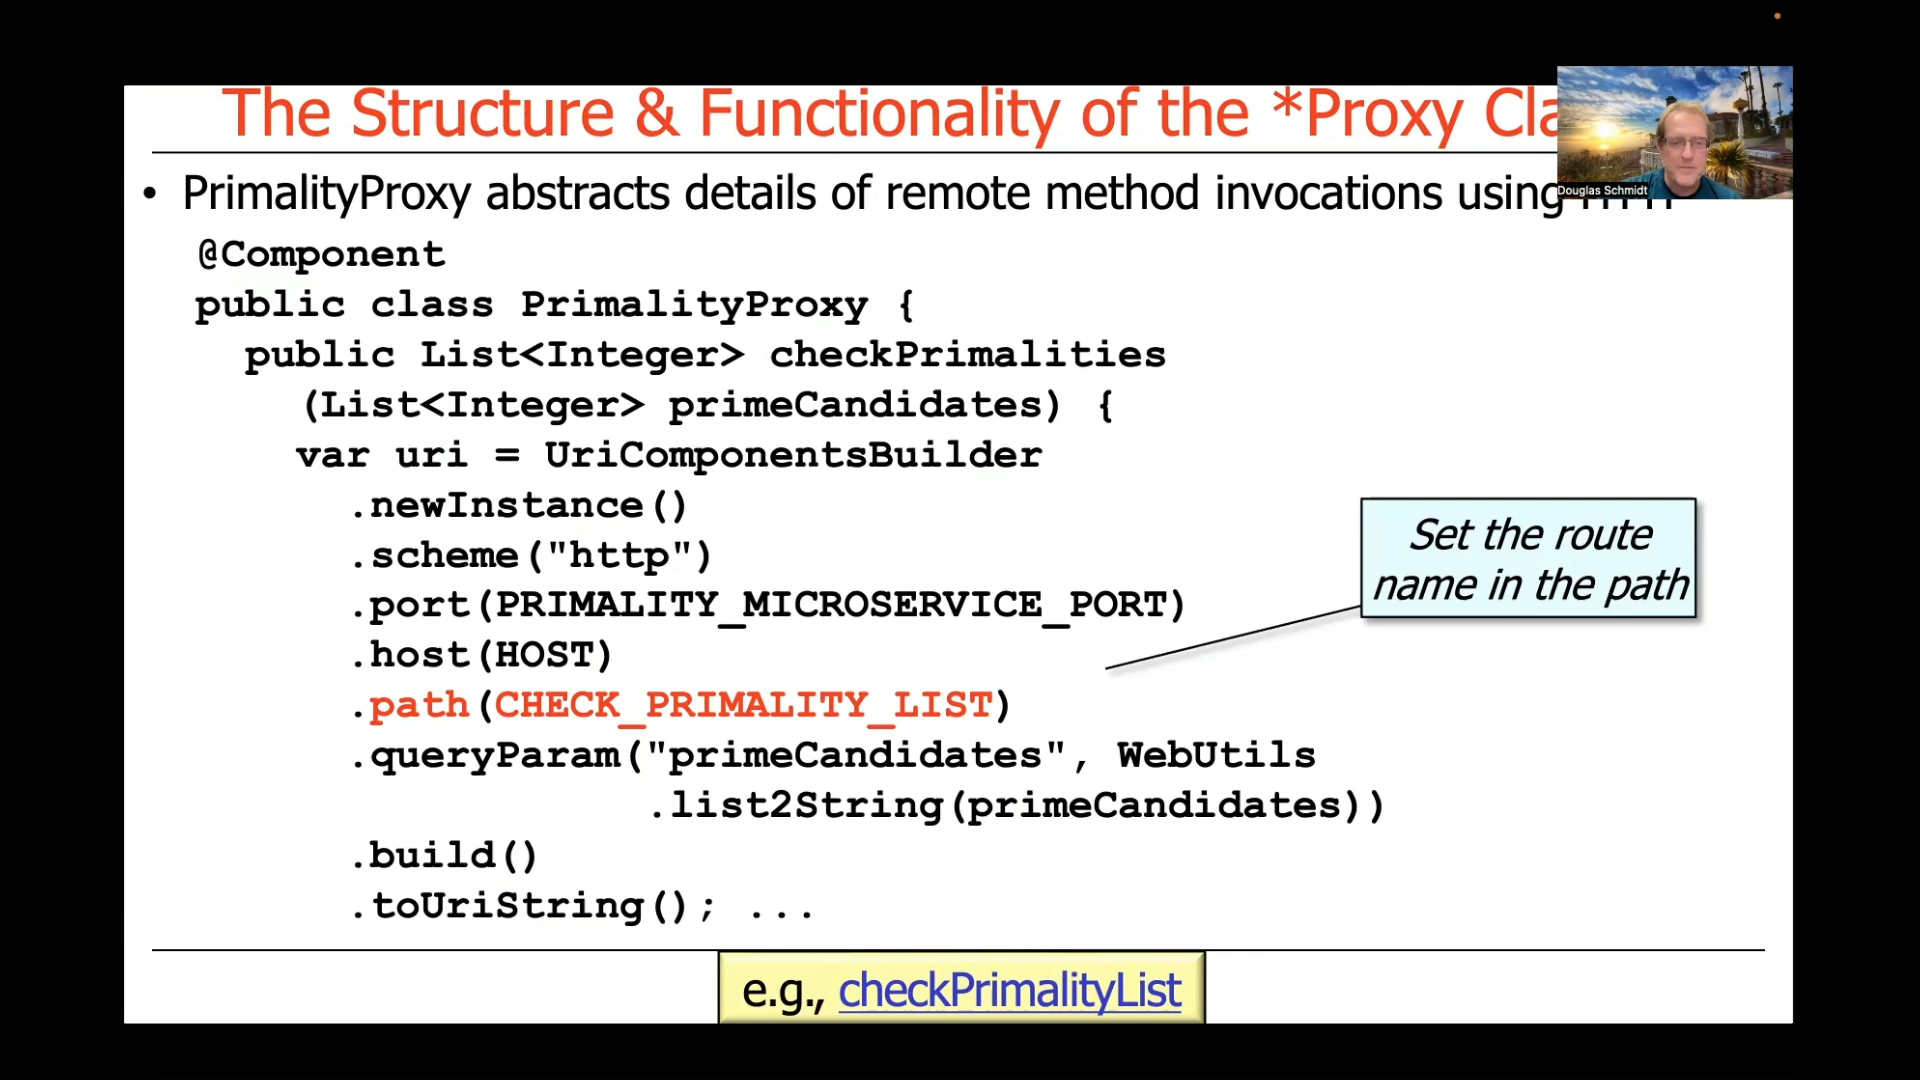 The Structure & Functionality of the *Proxy Cla
Douglas Schmidt
• PrimalityProxy abstracts details of remote method invocations using
@Component
public class PrimalityProxy {
public List<Integer> checkPrimalities
(List<Integer> primeCandidates) {
var uri = UriComponentsBuilder
.newInstance()
.scheme("http")
.port(PRIMALITY_MICROSERVICE_PORT)
.host(HOST)
.path(CHECK_PRIMALITY_LIST)
.queryParam("primeCandidates", WebUtils
.list2String(primeCandidates))
.build()
.toUriString(); ...
Set the route
name in the path
e.g., checkPrimalityList